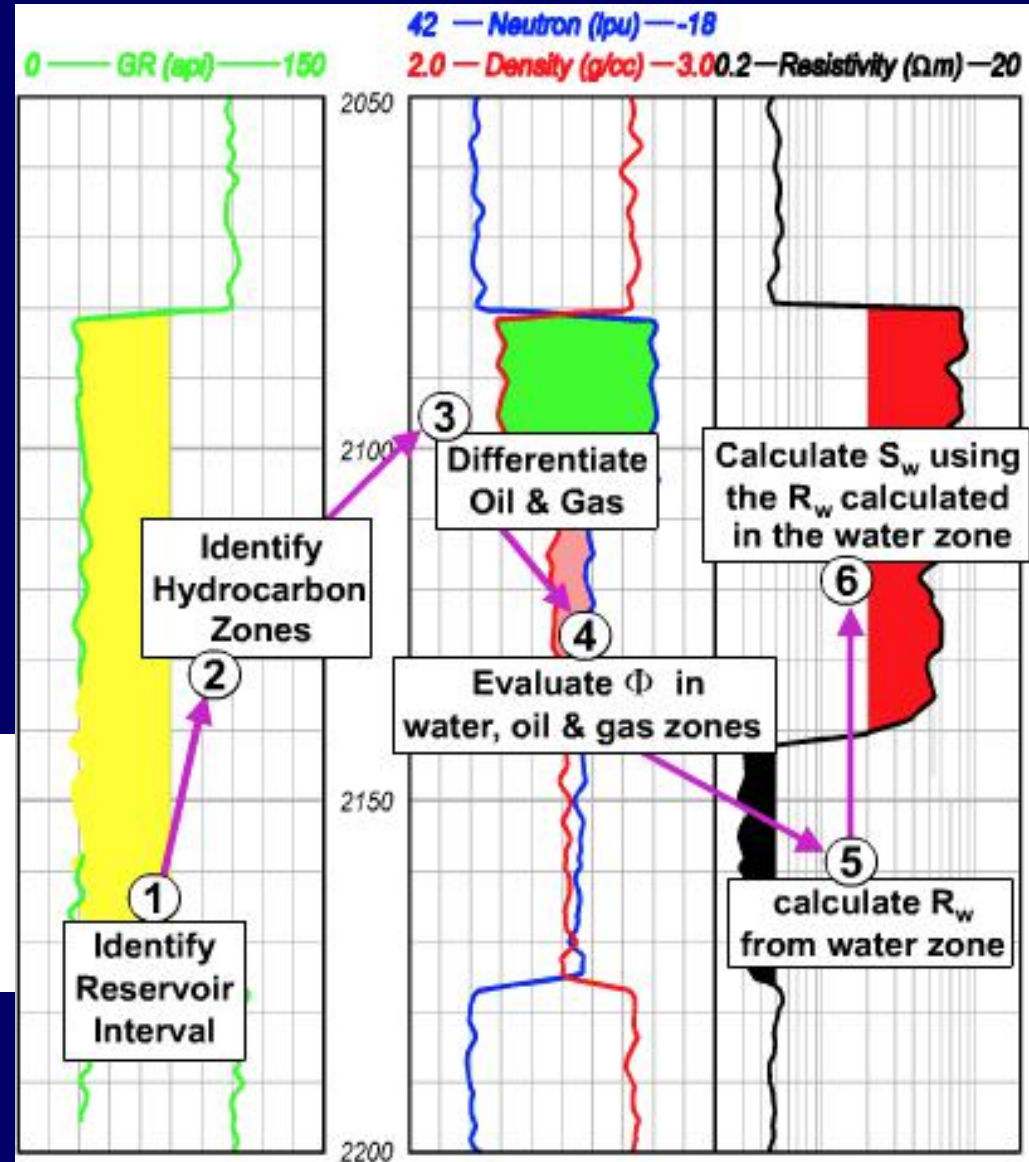 42 — Neutron (lpu) — -18
0 — GR (api) — 150
2.0 — Density (g/cc) — 3.0
0.2 — Resistivity (Ωm) — 20
2050
2100
2150
2200
1
Identify
Reservoir
Interval
2
Identify
Hydrocarbon
Zones
3
Differentiate
Oil & Gas
4
Evaluate Φ in
water, oil & gas zones
5
calculate Rw
from water zone
6
Calculate Sw using
the Rw calculated
in the water zone